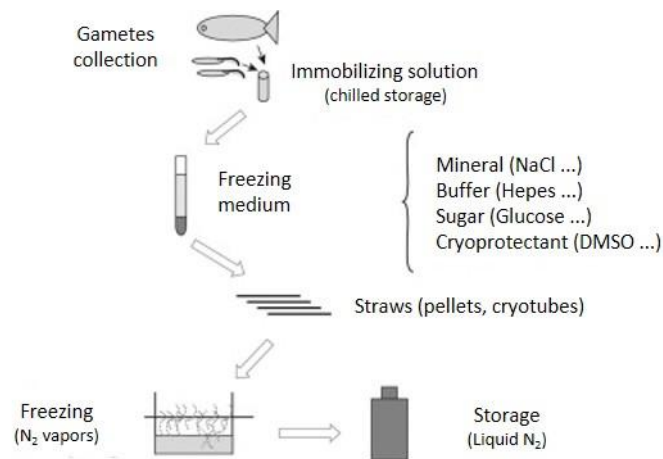 Gametes
collection
Immobilizing solution
(chilled storage)
Freezing
medium
Mineral (NaCl ...)
Buffer (Hepes ...)
Sugar (Glucose ...)
Cryoprotectant (DMSO ...)
Straws (pellets, cryotubes)
Freezing
(N₂ vapors)
Storage
(Liquid N₂)